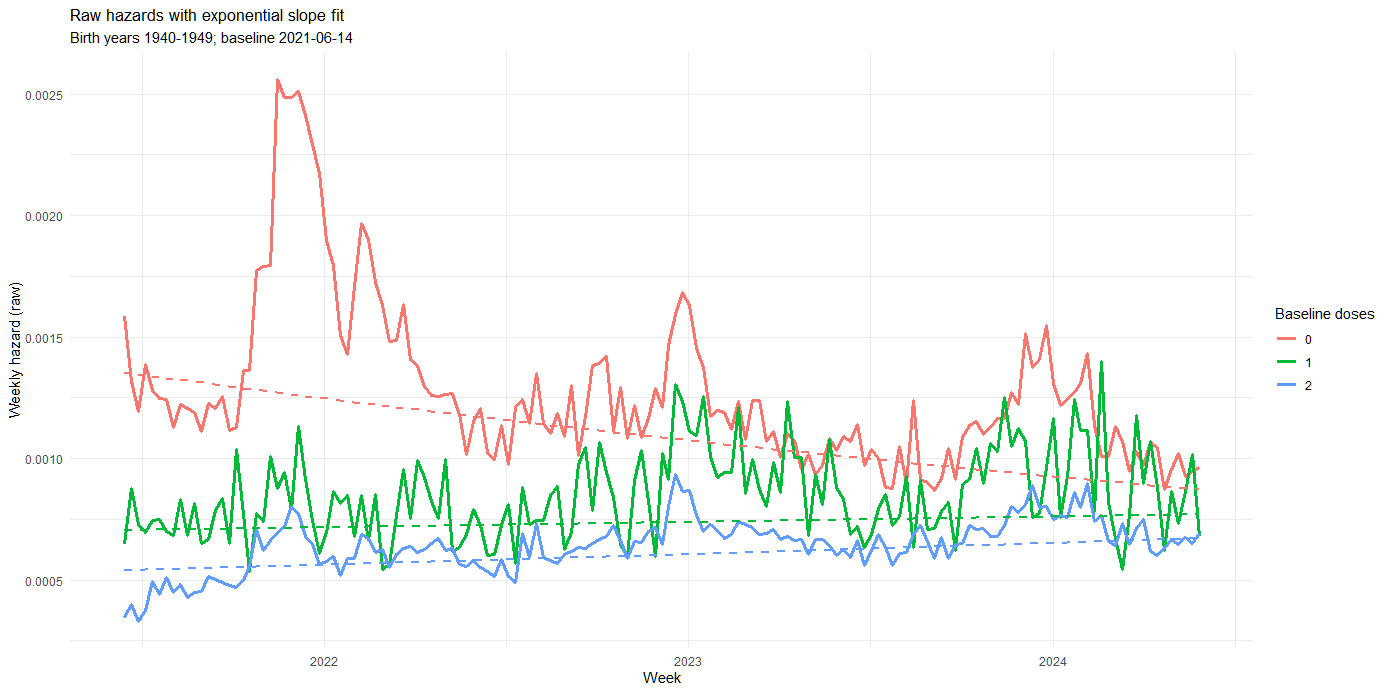 Raw hazards with exponential slope fit
Birth years 1940-1949; baseline 2021-06-14
Weekly hazard (raw)
0.0025
0.0020
0.0015
0.0010
0.0005
2022
2023
2024
Week
Baseline doses
0
1
2